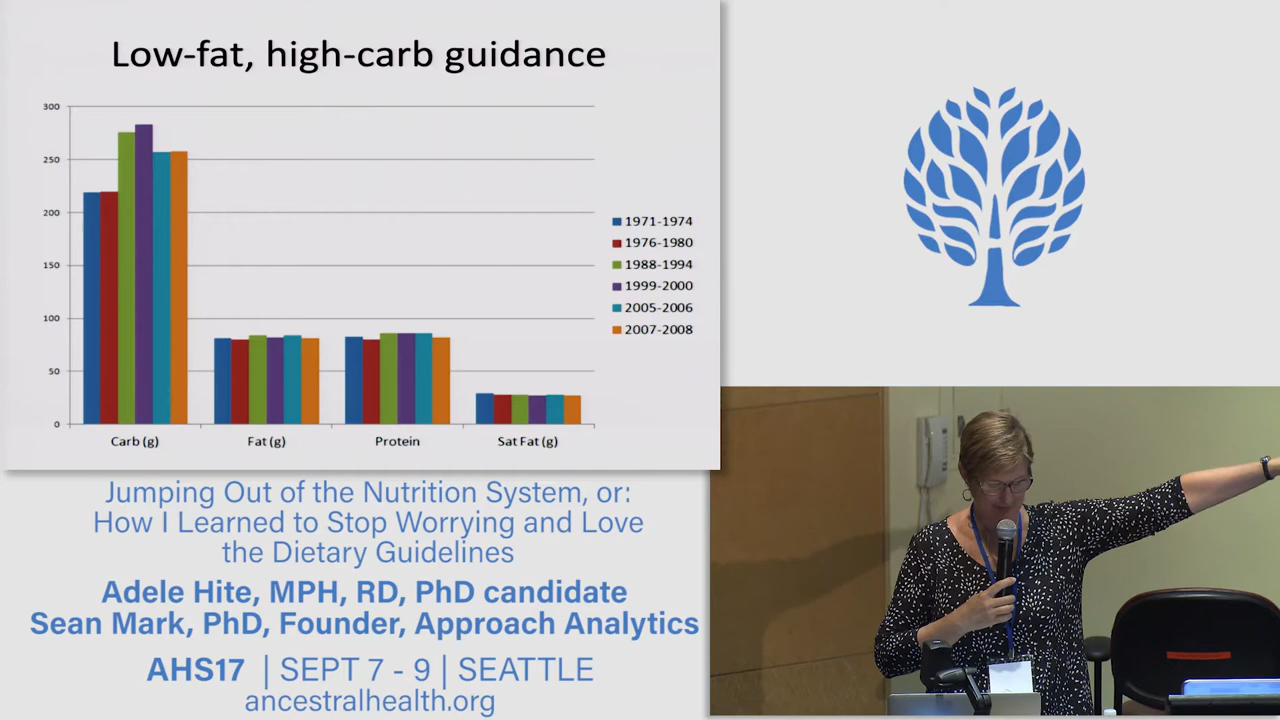 Low-fat, high-carb guidance
300
250
200
150
100
50
0
Carb (g)
Fat (g)
Protein
Sat Fat (g)
1971-1974
1976-1980
1988-1994
1999-2000
2005-2006
2007-2008
Jumping Out of the Nutrition System, or:
How I Learned to Stop Worrying and Love
the Dietary Guidelines
Adele Hite, MPH, RD, PhD candidate
Sean Mark, PhD, Founder, Approach Analytics
AHS17 | SEPT 7 - 9 | SEATTLE
ancestralhealth.org